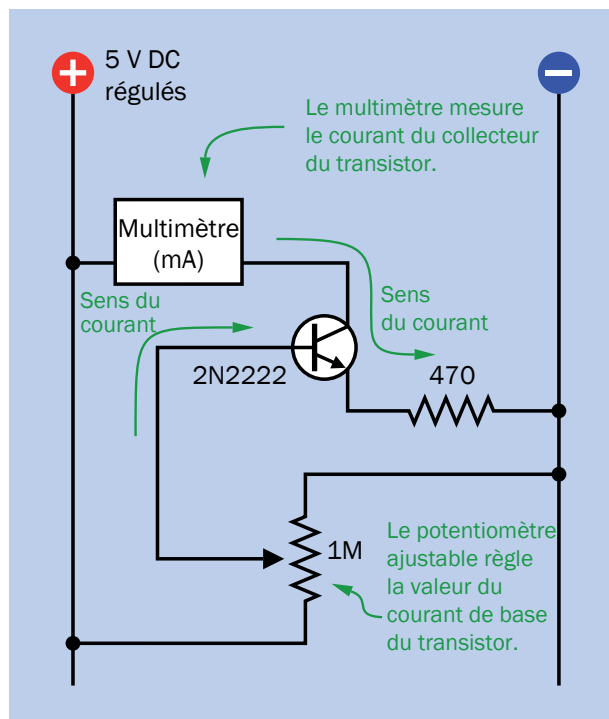 +
5 V DC
régulés
−
Le multimètre mesure
le courant du collecteur
du transistor.
Multimètre
(mA)
Sens du
courant
Sens
du courant
2N2222
470
1M
Le potentiomètre
ajustable règle
la valeur du
courant de base
du transistor.